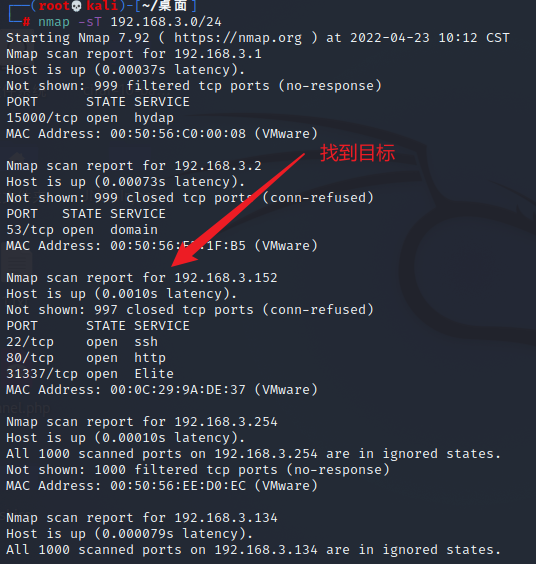 ┌──(root💀kali)-[~/桌面]
└─# nmap -sT 192.168.3.0/24
Starting Nmap 7.92 ( https://nmap.org ) at 2022-04-23 10:12 CST
Nmap scan report for 192.168.3.1
Host is up (0.00037s latency).
Not shown: 999 filtered tcp ports (no-response)
PORT      STATE SERVICE
15000/tcp open  hydap
MAC Address: 00:50:56:C0:00:08 (VMware)

Nmap scan report for 192.168.3.2
找到目标
Host is up (0.00073s latency).
Not shown: 999 closed tcp ports (conn-refused)
PORT   STATE SERVICE
53/tcp open  domain
MAC Address: 00:50:56: 1F:B5 (VMware)

Nmap scan report for 192.168.3.152
Host is up (0.0010s latency).
Not shown: 997 closed tcp ports (conn-refused)
PORT      STATE SERVICE
22/tcp    open  ssh
80/tcp    open  http
31337/tcp open  Elite
MAC Address: 00:0C:29:9A:DE:37 (VMware)

Nmap scan report for 192.168.3.254
Host is up (0.00010s latency).
All 1000 scanned ports on 192.168.3.254 are in ignored states.
Not shown: 1000 filtered tcp ports (no-response)
MAC Address: 00:50:56:EE:D0:EC (VMware)

Nmap scan report for 192.168.3.134
Host is up (0.000079s latency).
All 1000 scanned ports on 192.168.3.134 are in ignored states.